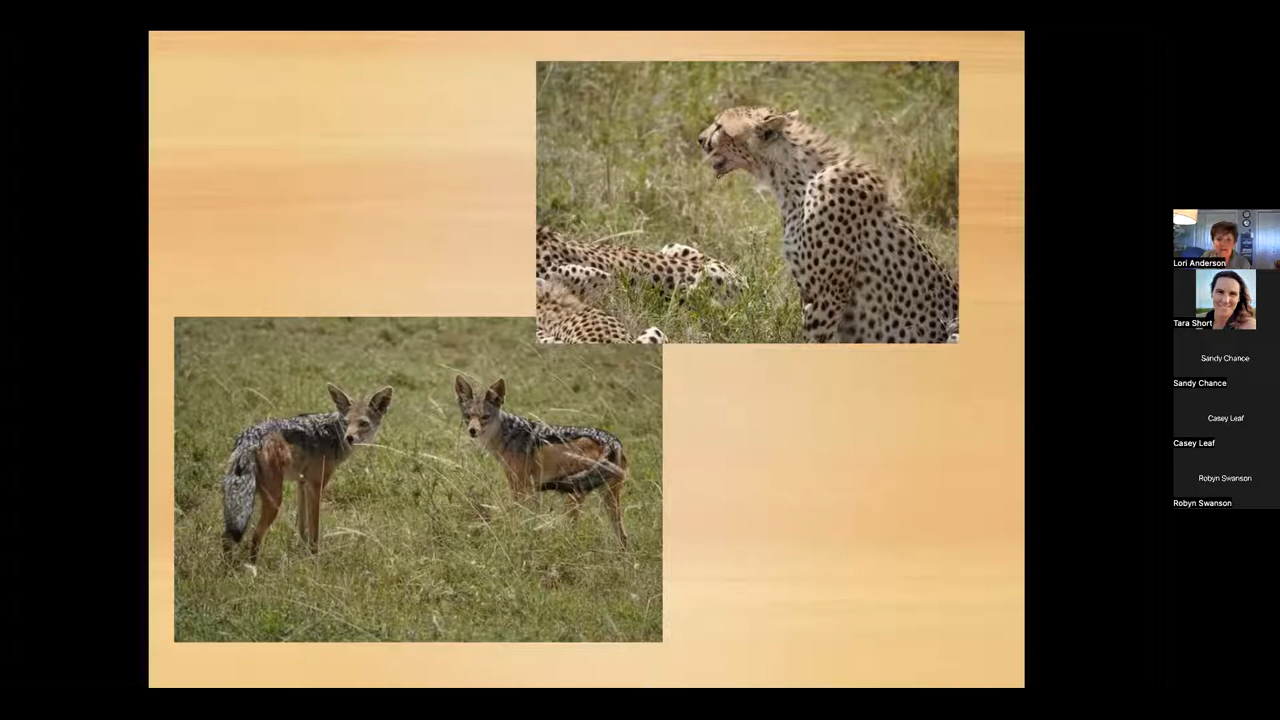 Lori Anderson
Tara Short
Sandy Chance
Sandy Chance
Casey Leaf
Casey Leaf
Robyn Swanson
Robyn Swanson